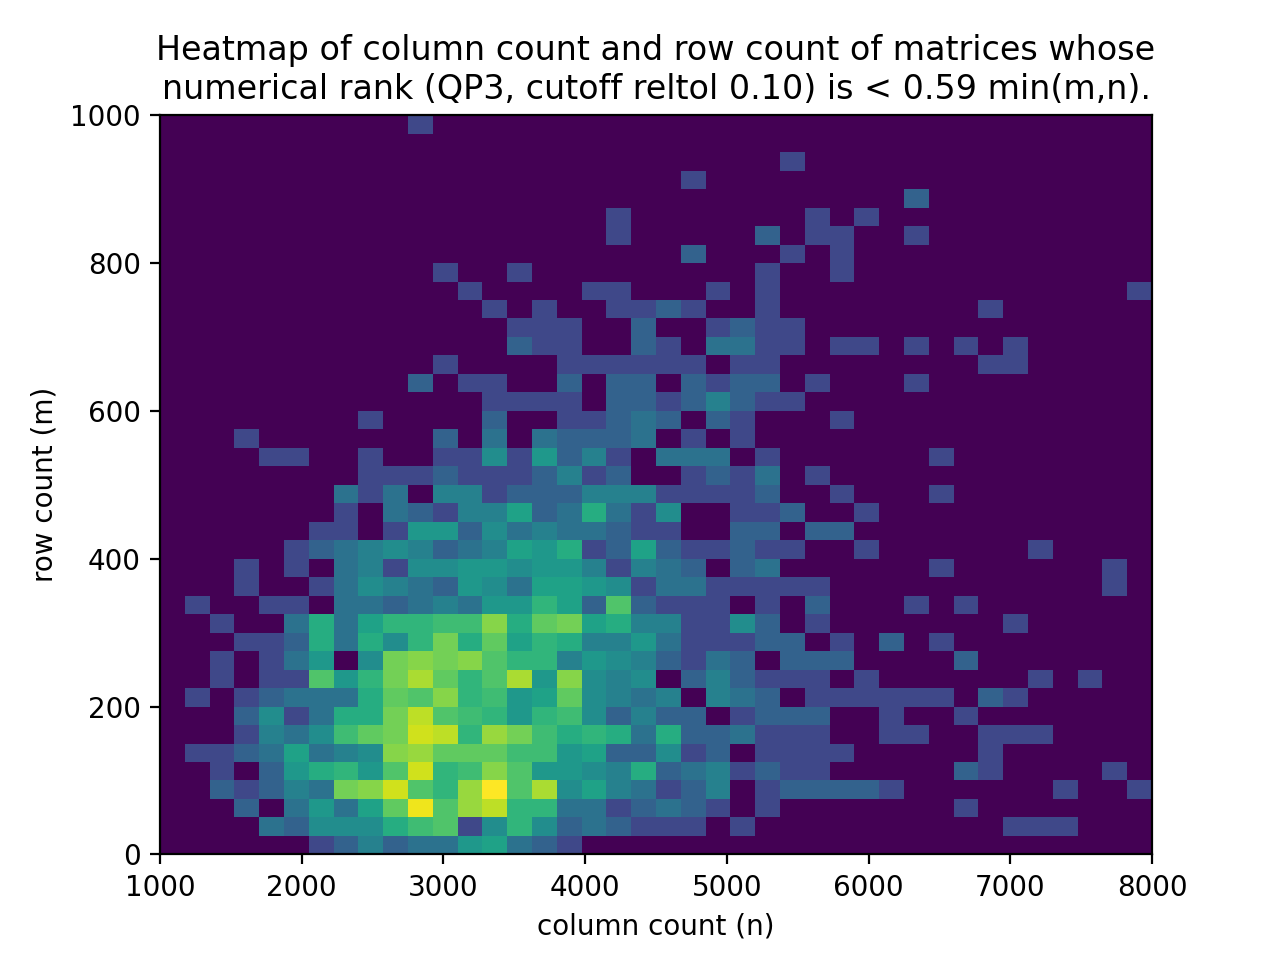 Heatmap of column count and row count of matrices whose
numerical rank (QP3, cutoff reltol 0.10) is < 0.59 min(m,n).
1000
800
600
400
200
0
row count (m)
1000 2000 3000 4000 5000 6000 7000 8000
column count (n)